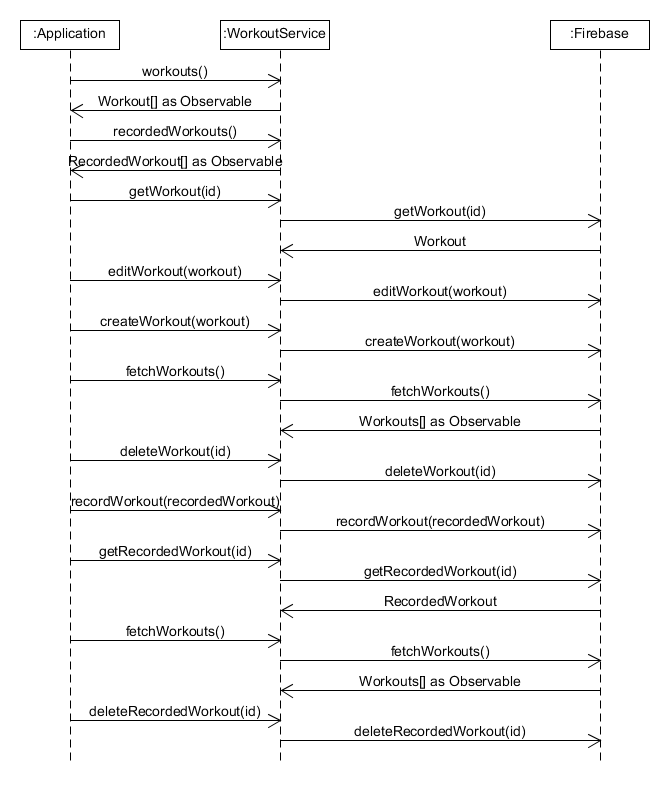 :Application
:WorkoutService
:Firebase
workouts()
Workout[] as Observable
recordedWorkouts()
RecordedWorkout[] as Observable
getWorkout(id)
getWorkout(id)
Workout
editWorkout(workout)
editWorkout(workout)
createWorkout(workout)
createWorkout(workout)
fetchWorkouts()
fetchWorkouts()
Workouts[] as Observable
deleteWorkout(id)
deleteWorkout(id)
recordWorkout(recordedWorkout)
recordWorkout(recordedWorkout)
getRecordedWorkout(id)
getRecordedWorkout(id)
RecordedWorkout
fetchWorkouts()
fetchWorkouts()
Workouts[] as Observable
deleteRecordedWorkout(id)
deleteRecordedWorkout(id)